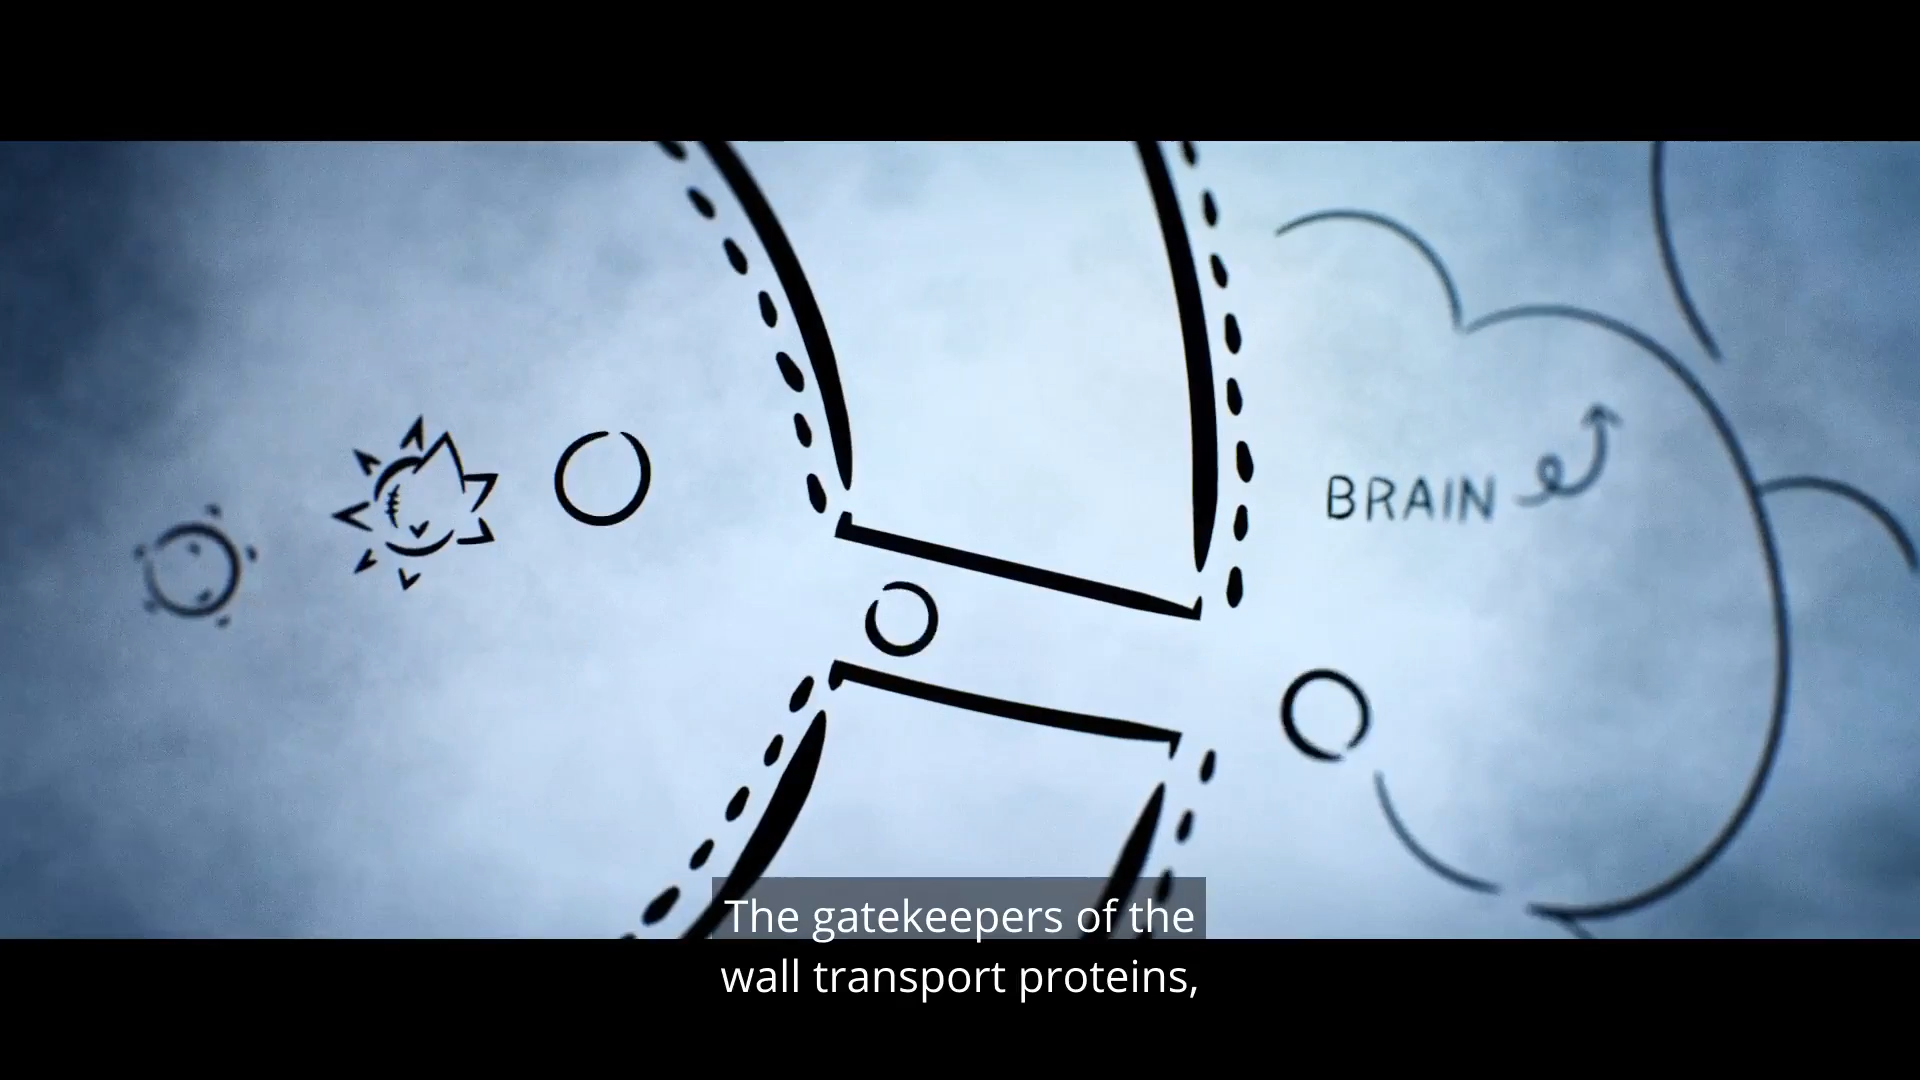 BRAIN
The gatekeepers of the
wall transport proteins,